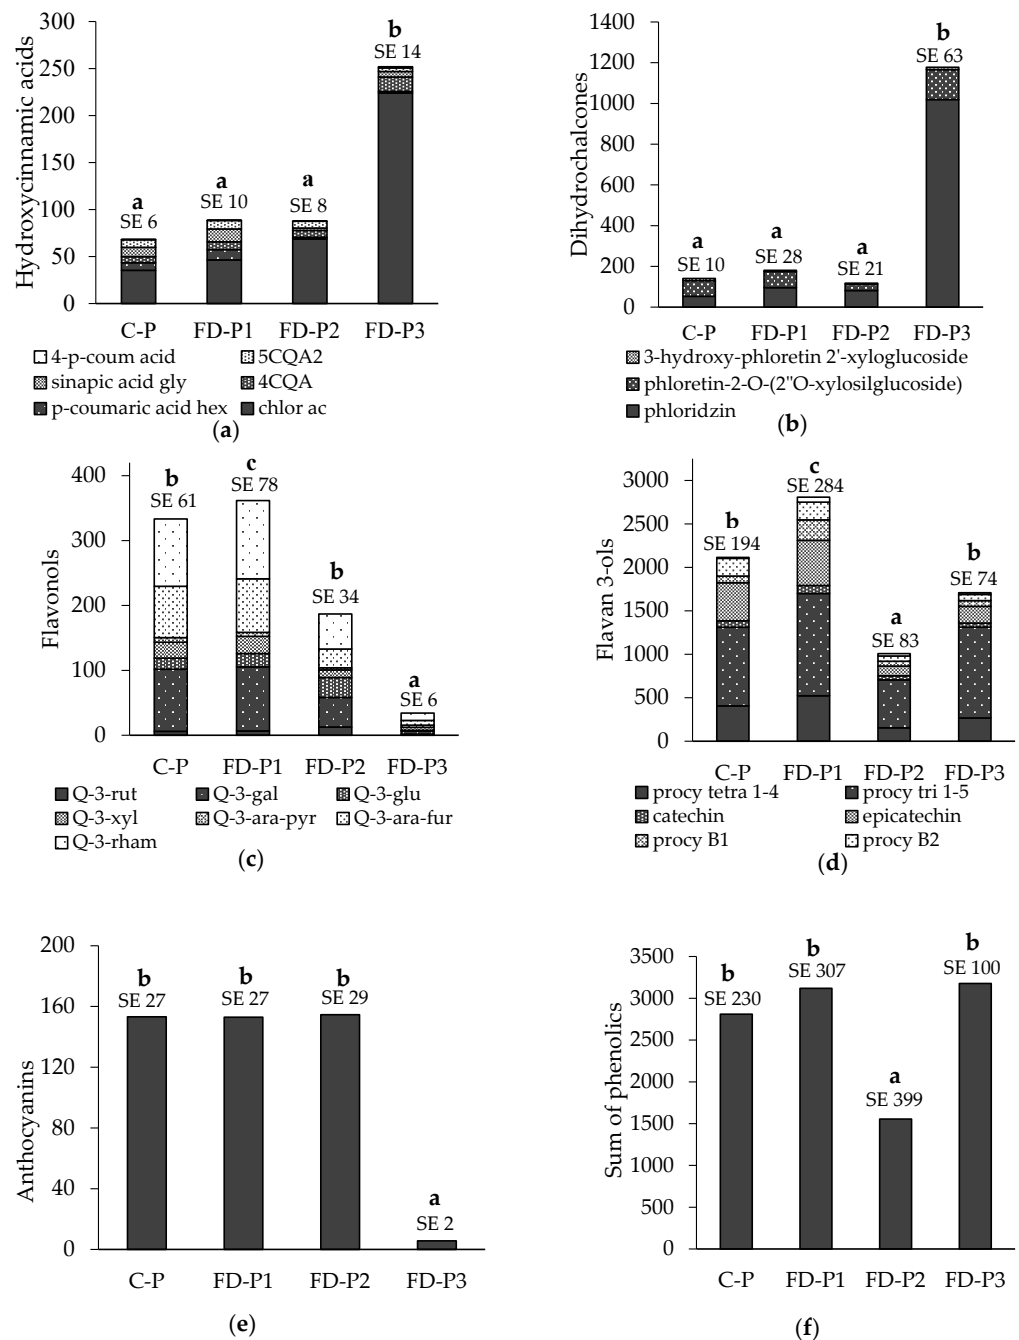 Hydroxycinnamic acids
300
250
200
150
100
50
0
a
SE 6
a
SE 10
a
SE 8
b
SE 14
C-P FD-P1 FD-P2 FD-P3
4-p-coum acid 5CQA2
sinapic acid gly 4CQA
p-coumaric acid hex chlor ac
(a)
Dihydrochalcones
1400
1200
1000
800
600
400
200
0
a
SE 10
a
SE 28
a
SE 21
b
SE 63
C-P FD-P1 FD-P2 FD-P3
3-hydroxy-phloretin 2'-xyloglucoside
phloretin-2-O-(2"O-xylosilglucoside)
phloridzin
(b)
Flavonols
400
300
200
100
0
b
SE 61
c
SE 78
b
SE 34
a
SE 6
C-P FD-P1 FD-P2 FD-P3
Q-3-rut Q-3-gal Q-3-glu
Q-3-xyl Q-3-ara-pyr Q-3-ara-fur
Q-3-rham
(c)
Flavan 3-ols
3000
2500
2000
1500
1000
500
0
b
SE 194
c
SE 284
a
SE 83
b
SE 74
C-P FD-P1 FD-P2 FD-P3
procy tetra 1-4 procy tri 1-5
catechin epicatechin
procy B1 procy B2
(d)
Anthocyanins
200
160
120
80
40
0
b
SE 27
b
SE 27
b
SE 29
a
SE 2
C-P FD-P1 FD-P2 FD-P3
(e)
Sum of phenolics
3500
3000
2500
2000
1500
1000
500
0
b
SE 230
b
SE 307
a
SE 399
b
SE 100
C-P FD-P1 FD-P2 FD-P3
(f)